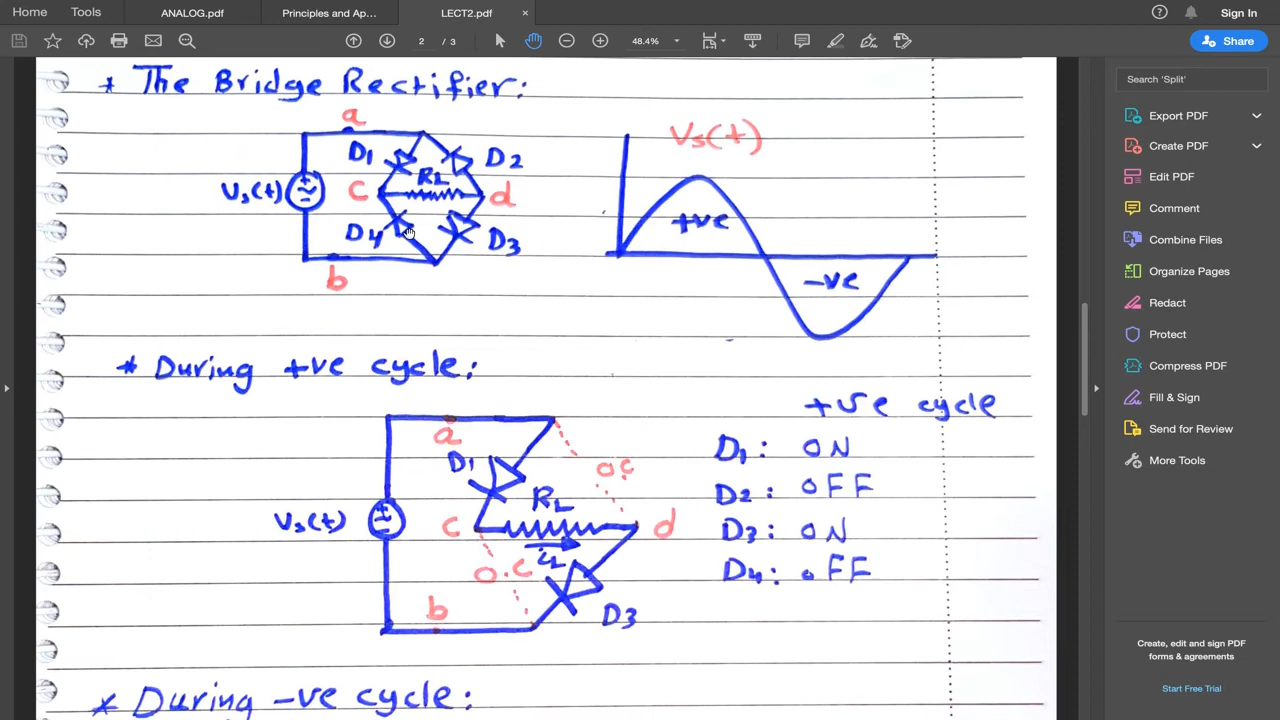 Home
Tools
ANALOG.pdf
Principles and Ap...
LECT2.pdf
×
Sign In
2 / 3
48.4%
Share
* The Bridge Rectifier:
a
D1
D2
RL
Vs(t)
c
d
D4
D3
b
Vs(t)
+ve
-ve
* During +ve cycle:
a
D1
o.c
RL
Vs(t)
c
d
iL
o.c
b
D3
+ve cycle
D1: ON
D2: OFF
D3: ON
D4: OFF
* During -ve cycle:
Search 'Split'
Export PDF
Create PDF
Edit PDF
Comment
Combine Files
Organize Pages
Redact
Protect
Compress PDF
Fill & Sign
Send for Review
More Tools
Create, edit and sign PDF
forms & agreements
Start Free Trial